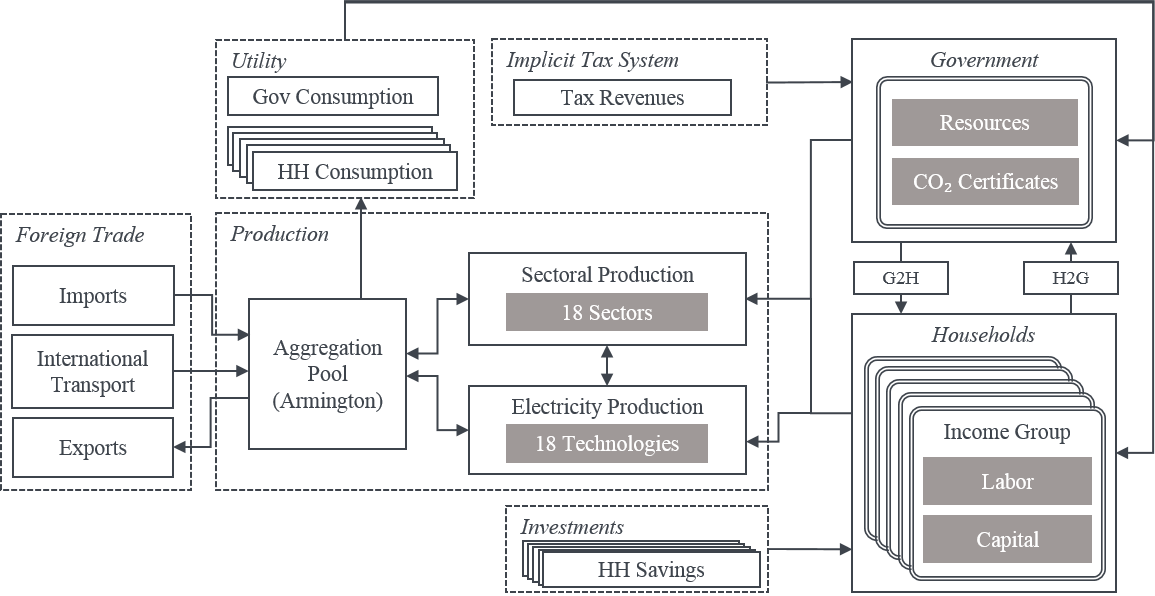 Utility
Gov Consumption
HH Consumption
Implicit Tax System
Tax Revenues
Government
Resources
CO₂ Certificates
Foreign Trade
Imports
International
Transport
Exports
Production
Aggregation
Pool
(Armington)
Sectoral Production
18 Sectors
Electricity Production
18 Technologies
G2H
H2G
Households
Income Group
Labor
Capital
Investments
HH Savings